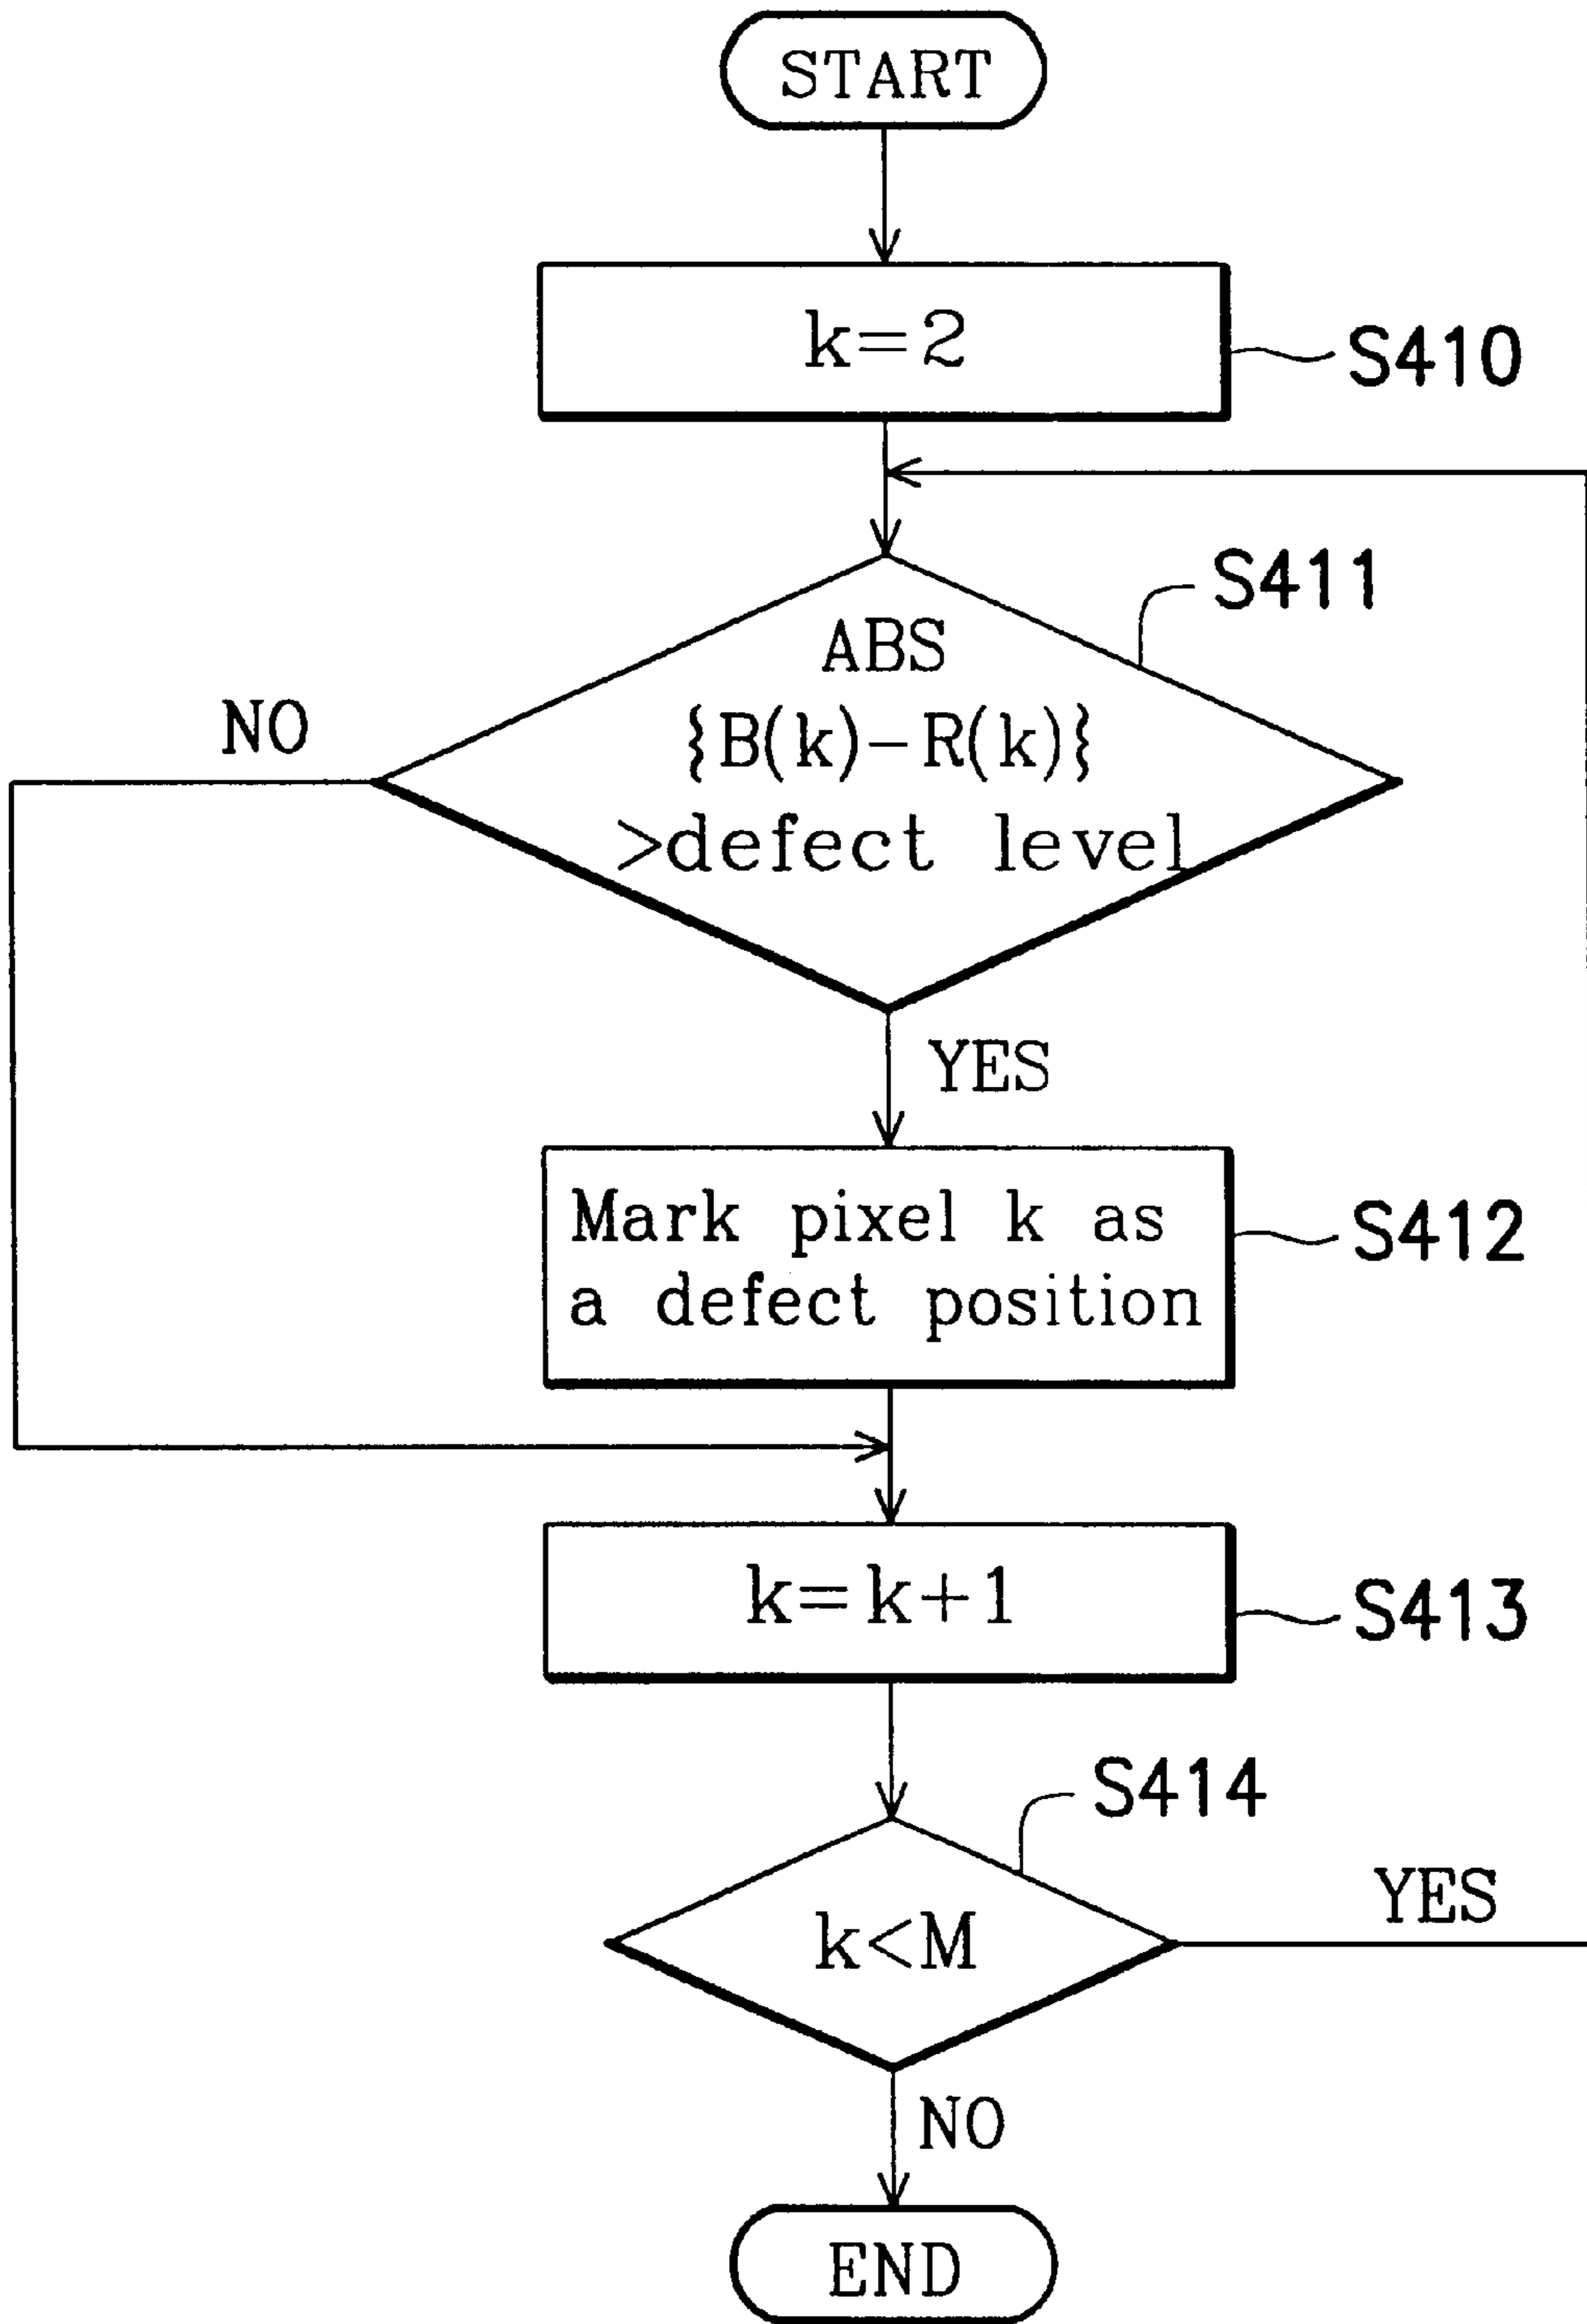 START
k=2
S410
S411
ABS
{B(k)-R(k)}
>defect level
NO
YES
Mark pixel k as
a defect position
S412
k=k+1
S413
S414
k<M
YES
NO
END